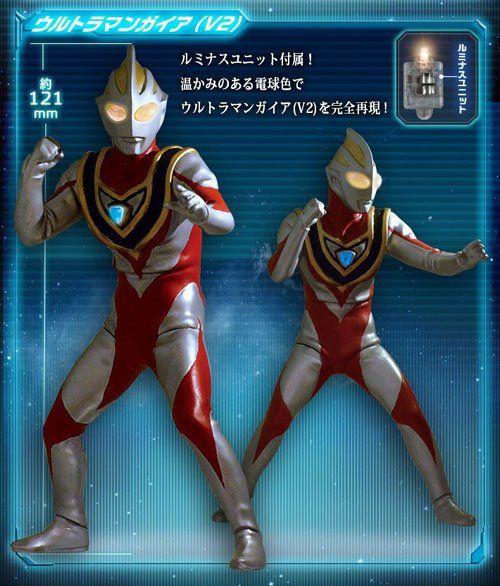 ウルトラマンガイア (V2)
約
121
mm
ルミナスユニット付属！
温かみのある電球色で
ウルトラマンガイア(V2)を完全再現！
ルミナスユニット